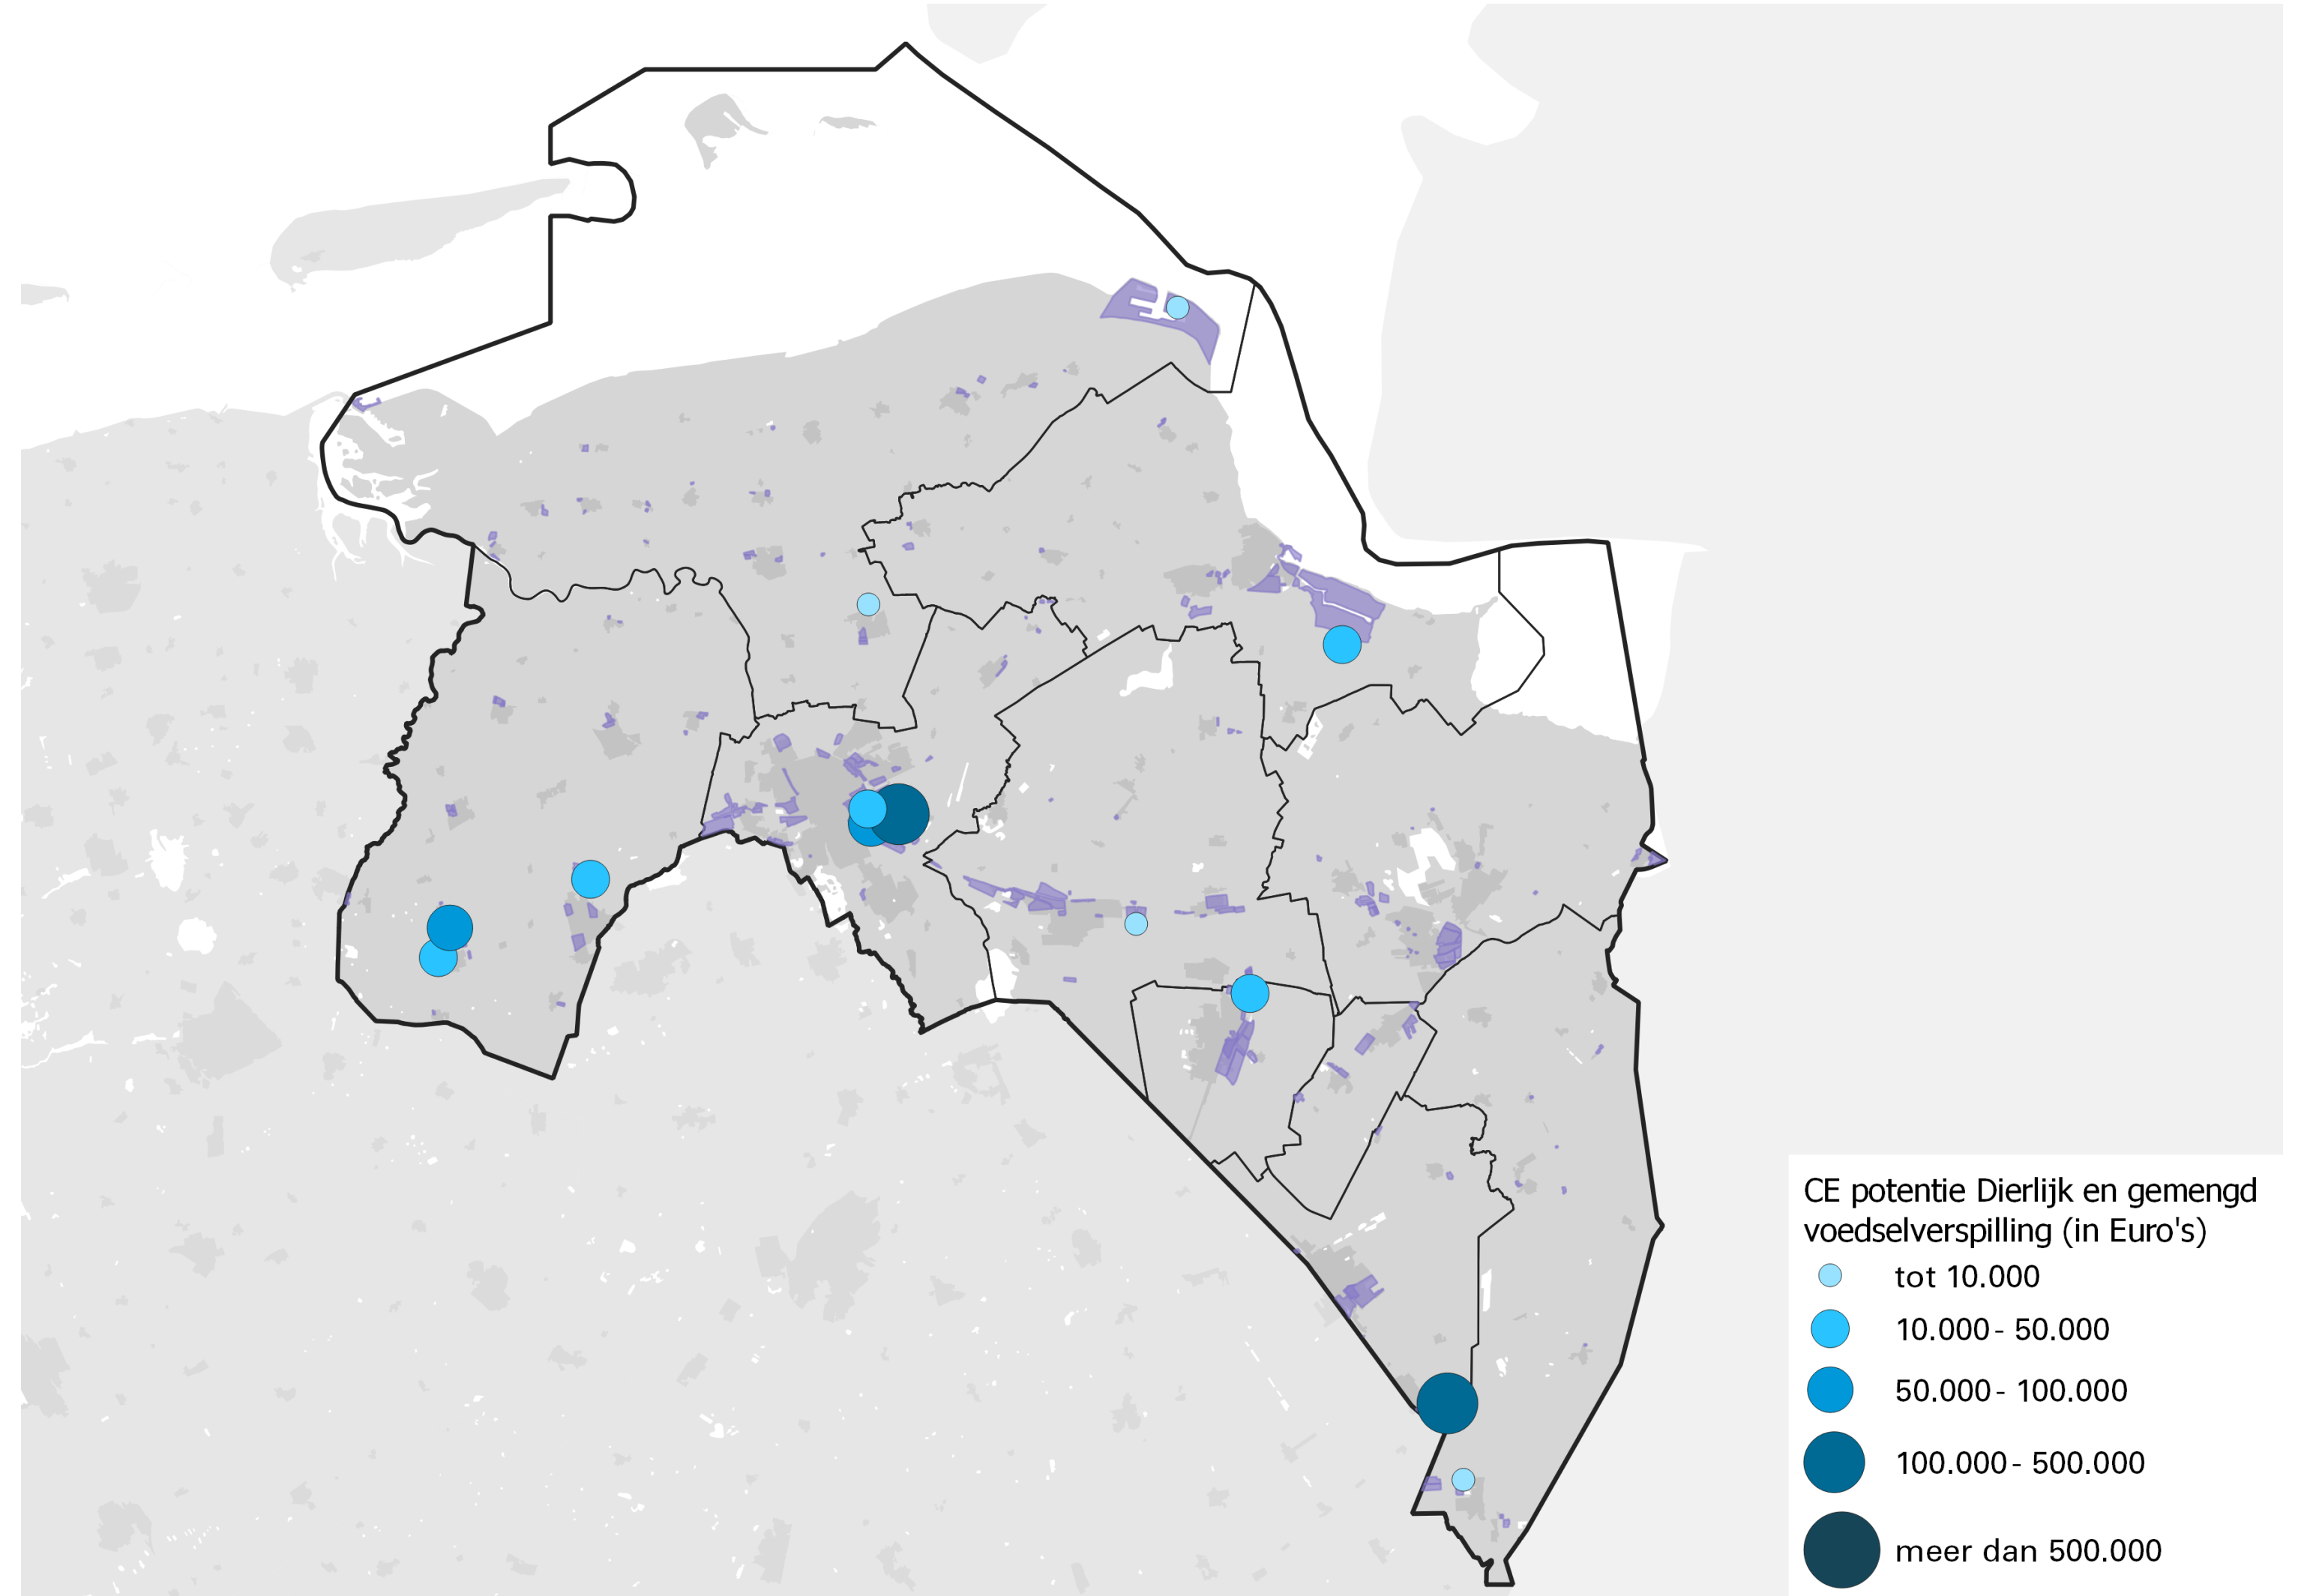 CE potentie Dierlijk en gemengd
voedselverspilling (in Euro's)
tot 10.000
10.000 - 50.000
50.000 - 100.000
100.000 - 500.000
meer dan 500.000